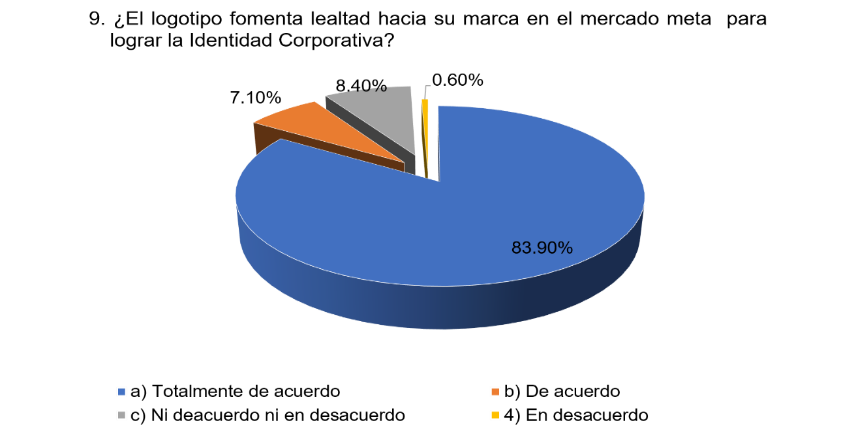 9. ¿El logotipo fomenta lealtad hacia su marca en el mercado meta para
lograr la Identidad Corporativa?
0.60%
8.40%
7.10%
83.90%
a) Totalmente de acuerdo
b) De acuerdo
c) Ni deacuerdo ni en desacuerdo
4) En desacuerdo